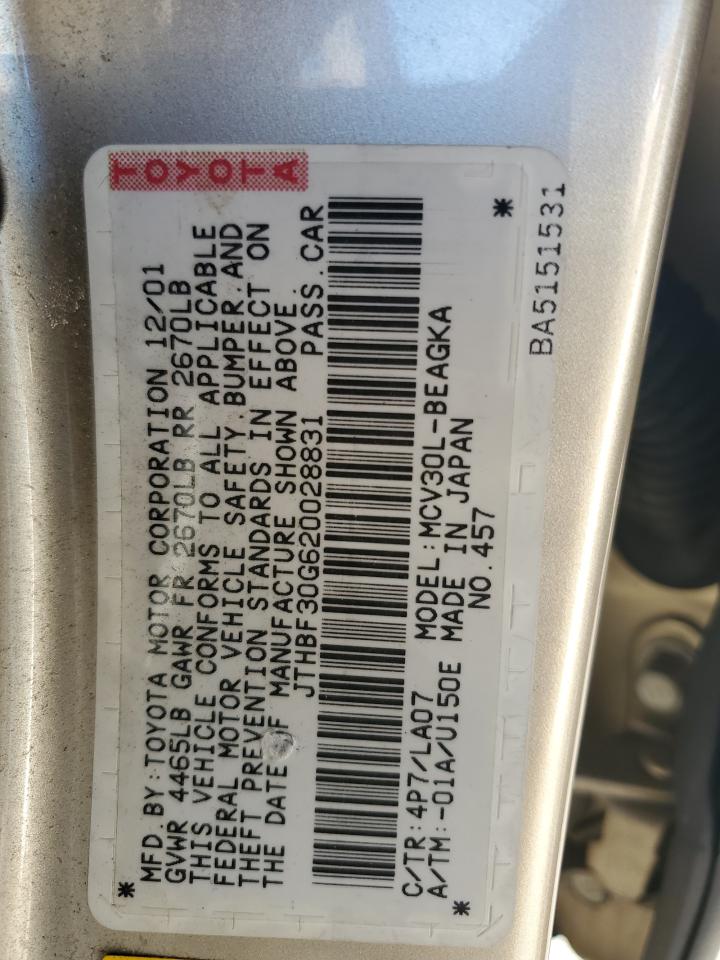 TOYOTA
MFD. BY: TOYOTA MOTOR CORPORATION 12/01
GVWR 4465LB GAWR FR 2670LB RR 2670LB
THIS VEHICLE CONFORMS TO ALL APPLICABLE
FEDERAL MOTOR VEHICLE SAFETY, BUMPER AND
THEFT PREVENTION STANDARDS IN EFFECT ON
THE DATE OF MANUFACTURE SHOWN ABOVE.
JTHBF30G620028831 PASS. CAR
C/TR: 4P7/LA07 MODEL: MCV30L-BEAGKA
A/TM: -01A/U150E MADE IN JAPAN
NO. 457
BA5151531